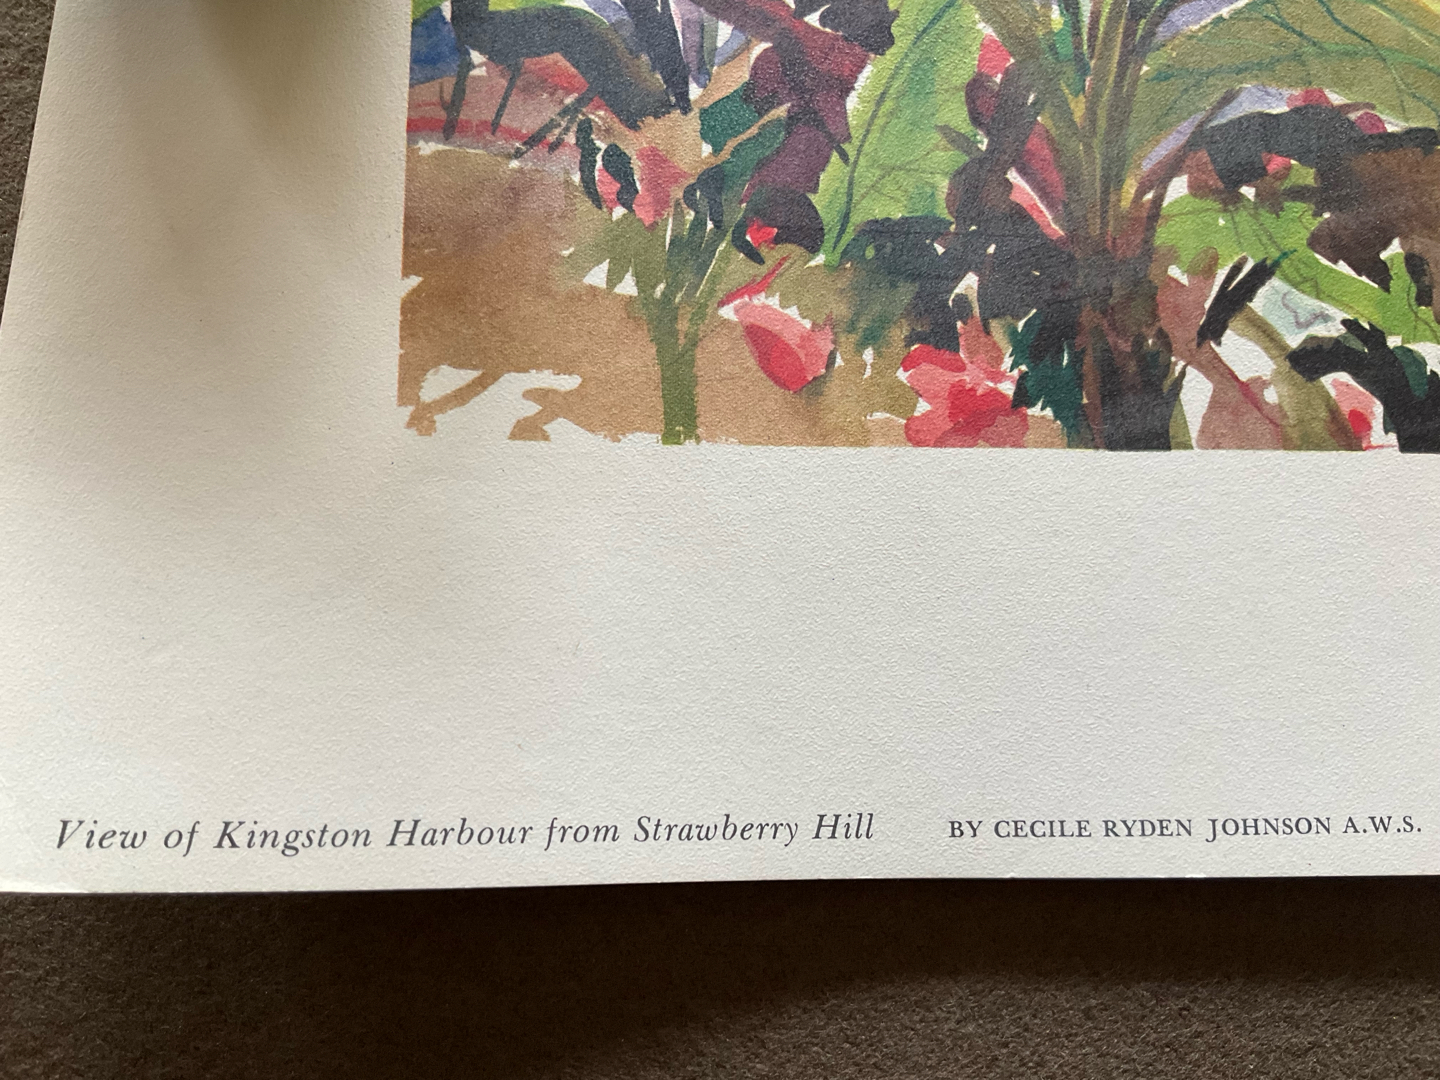 View of Kingston Harbour from Strawberry Hill BY CECILE RYDEN JOHNSON A.W.S.